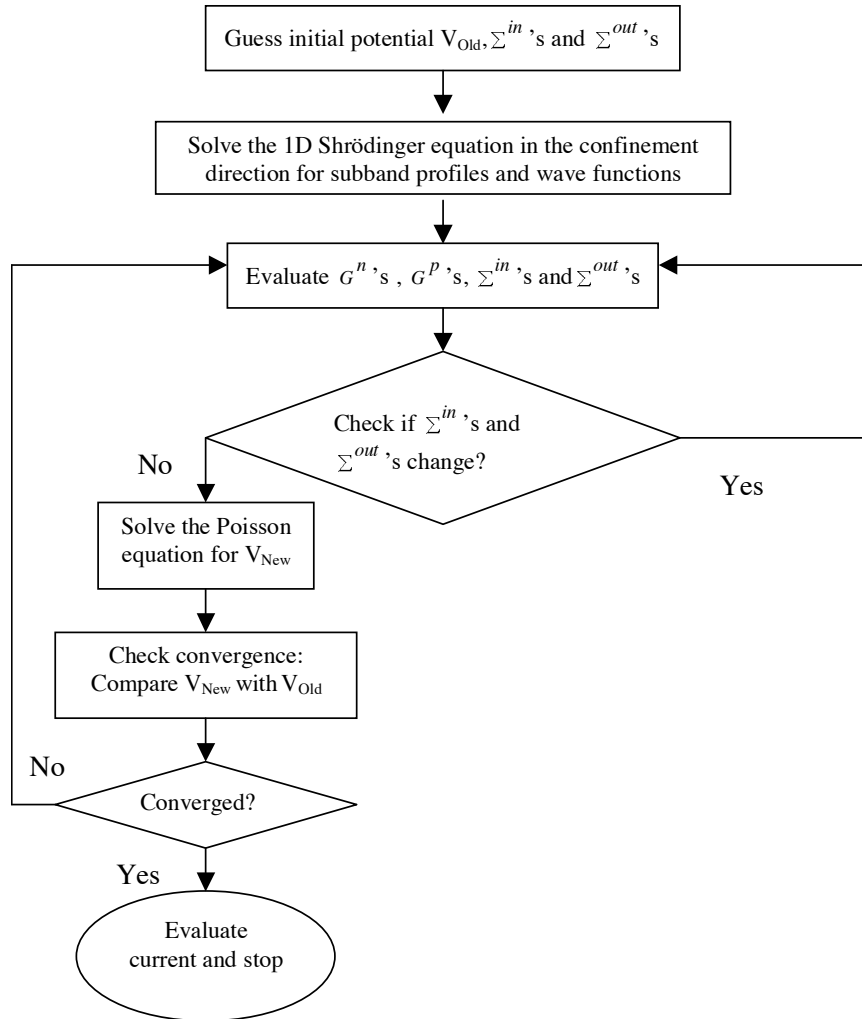 Guess initial potential V_Old, Σ^in 's and Σ^out 's
Solve the 1D Shrödinger equation in the confinement
direction for subband profiles and wave functions
Evaluate G^n 's , G^p 's, Σ^in 's and Σ^out 's
Check if Σ^in 's and
Σ^out 's change?
No
Yes
Solve the Poisson
equation for V_New
Check convergence:
Compare V_New with V_Old
No
Converged?
Yes
Evaluate
current and stop